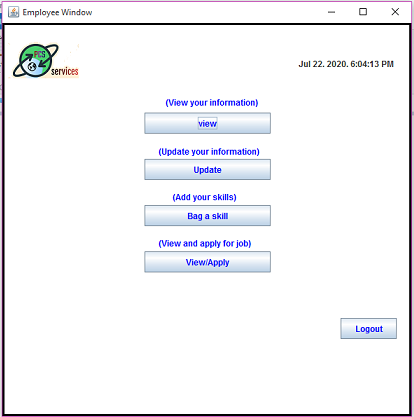 Employee Window
PCS
services
Jul 22. 2020. 6:04:13 PM
(View your information)
view
(Update your information)
Update
(Add your skills)
Bag a skill
(View and apply for job)
View/Apply
Logout